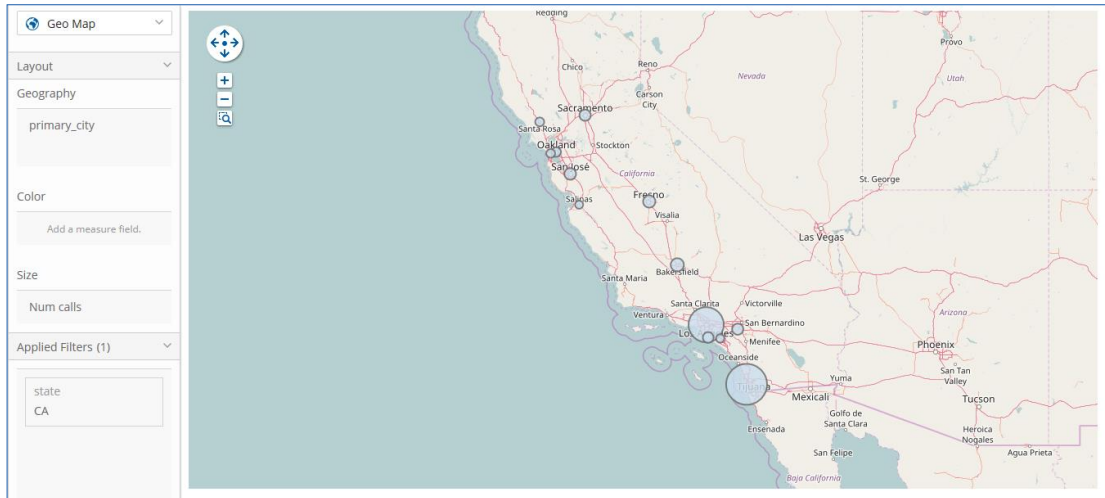 Geo Map
Layout
Geography
primary_city
Color
Add a measure field.
Size
Num calls
Applied Filters (1)
state
CA
+
−
Redding
Chico
Reno
Carson
City
Nevada
Provo
Utah
Sacramento
Santa Rosa
Oakland
Stockton
San José
California
Salinas
Fresno
Visalia
St. George
Las Vegas
Bakersfield
Santa Maria
Santa Clarita
Victorville
Ventura
San Bernardino
Menifee
Oceanside
Arizona
Phoenix
San Tan
Valley
Tijuana
Mexicali
Yuma
Tucson
Golfo de
Santa Clara
Ensenada
Heroica
Nogales
Agua Prieta
San Felipe
Baja California